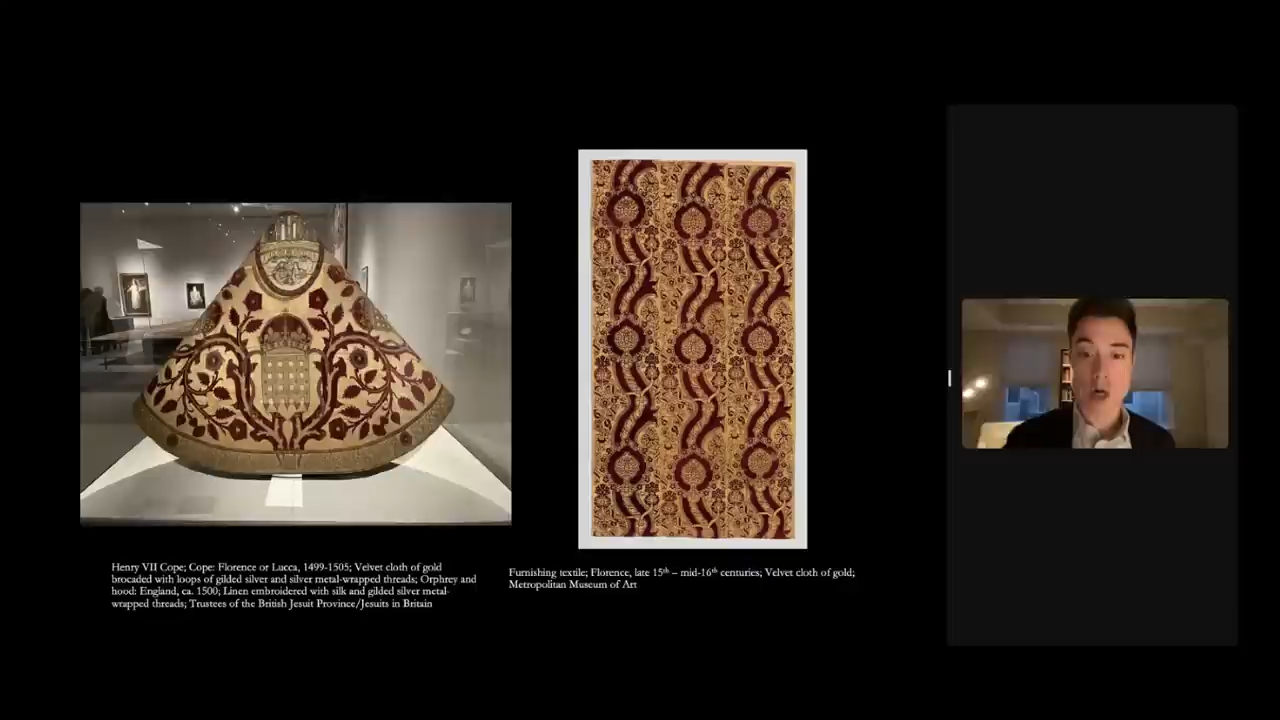 Henry VII Cope; Cope: Florence or Lucca, 1499-1505; Velvet cloth of gold
brocaded with loops of gilded silver and silver metal-wrapped threads; Orphrey and
hood: England, ca. 1500; Linen embroidered with silk and gilded silver metal-
wrapped threads; Trustees of the British Jesuit Province/Jesuits in Britain
Furnishing textile; Florence, late 15th – mid-16th centuries; Velvet cloth of gold;
Metropolitan Museum of Art